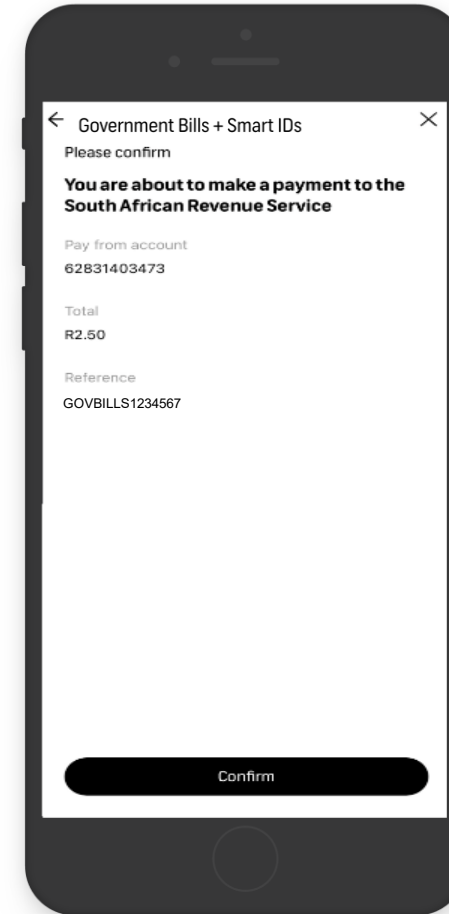 Government Bills + Smart IDs
Please confirm
You are about to make a payment to the
South African Revenue Service
Pay from account
62831403473
Total
R2.50
Reference
GOVBILLS1234567
Confirm